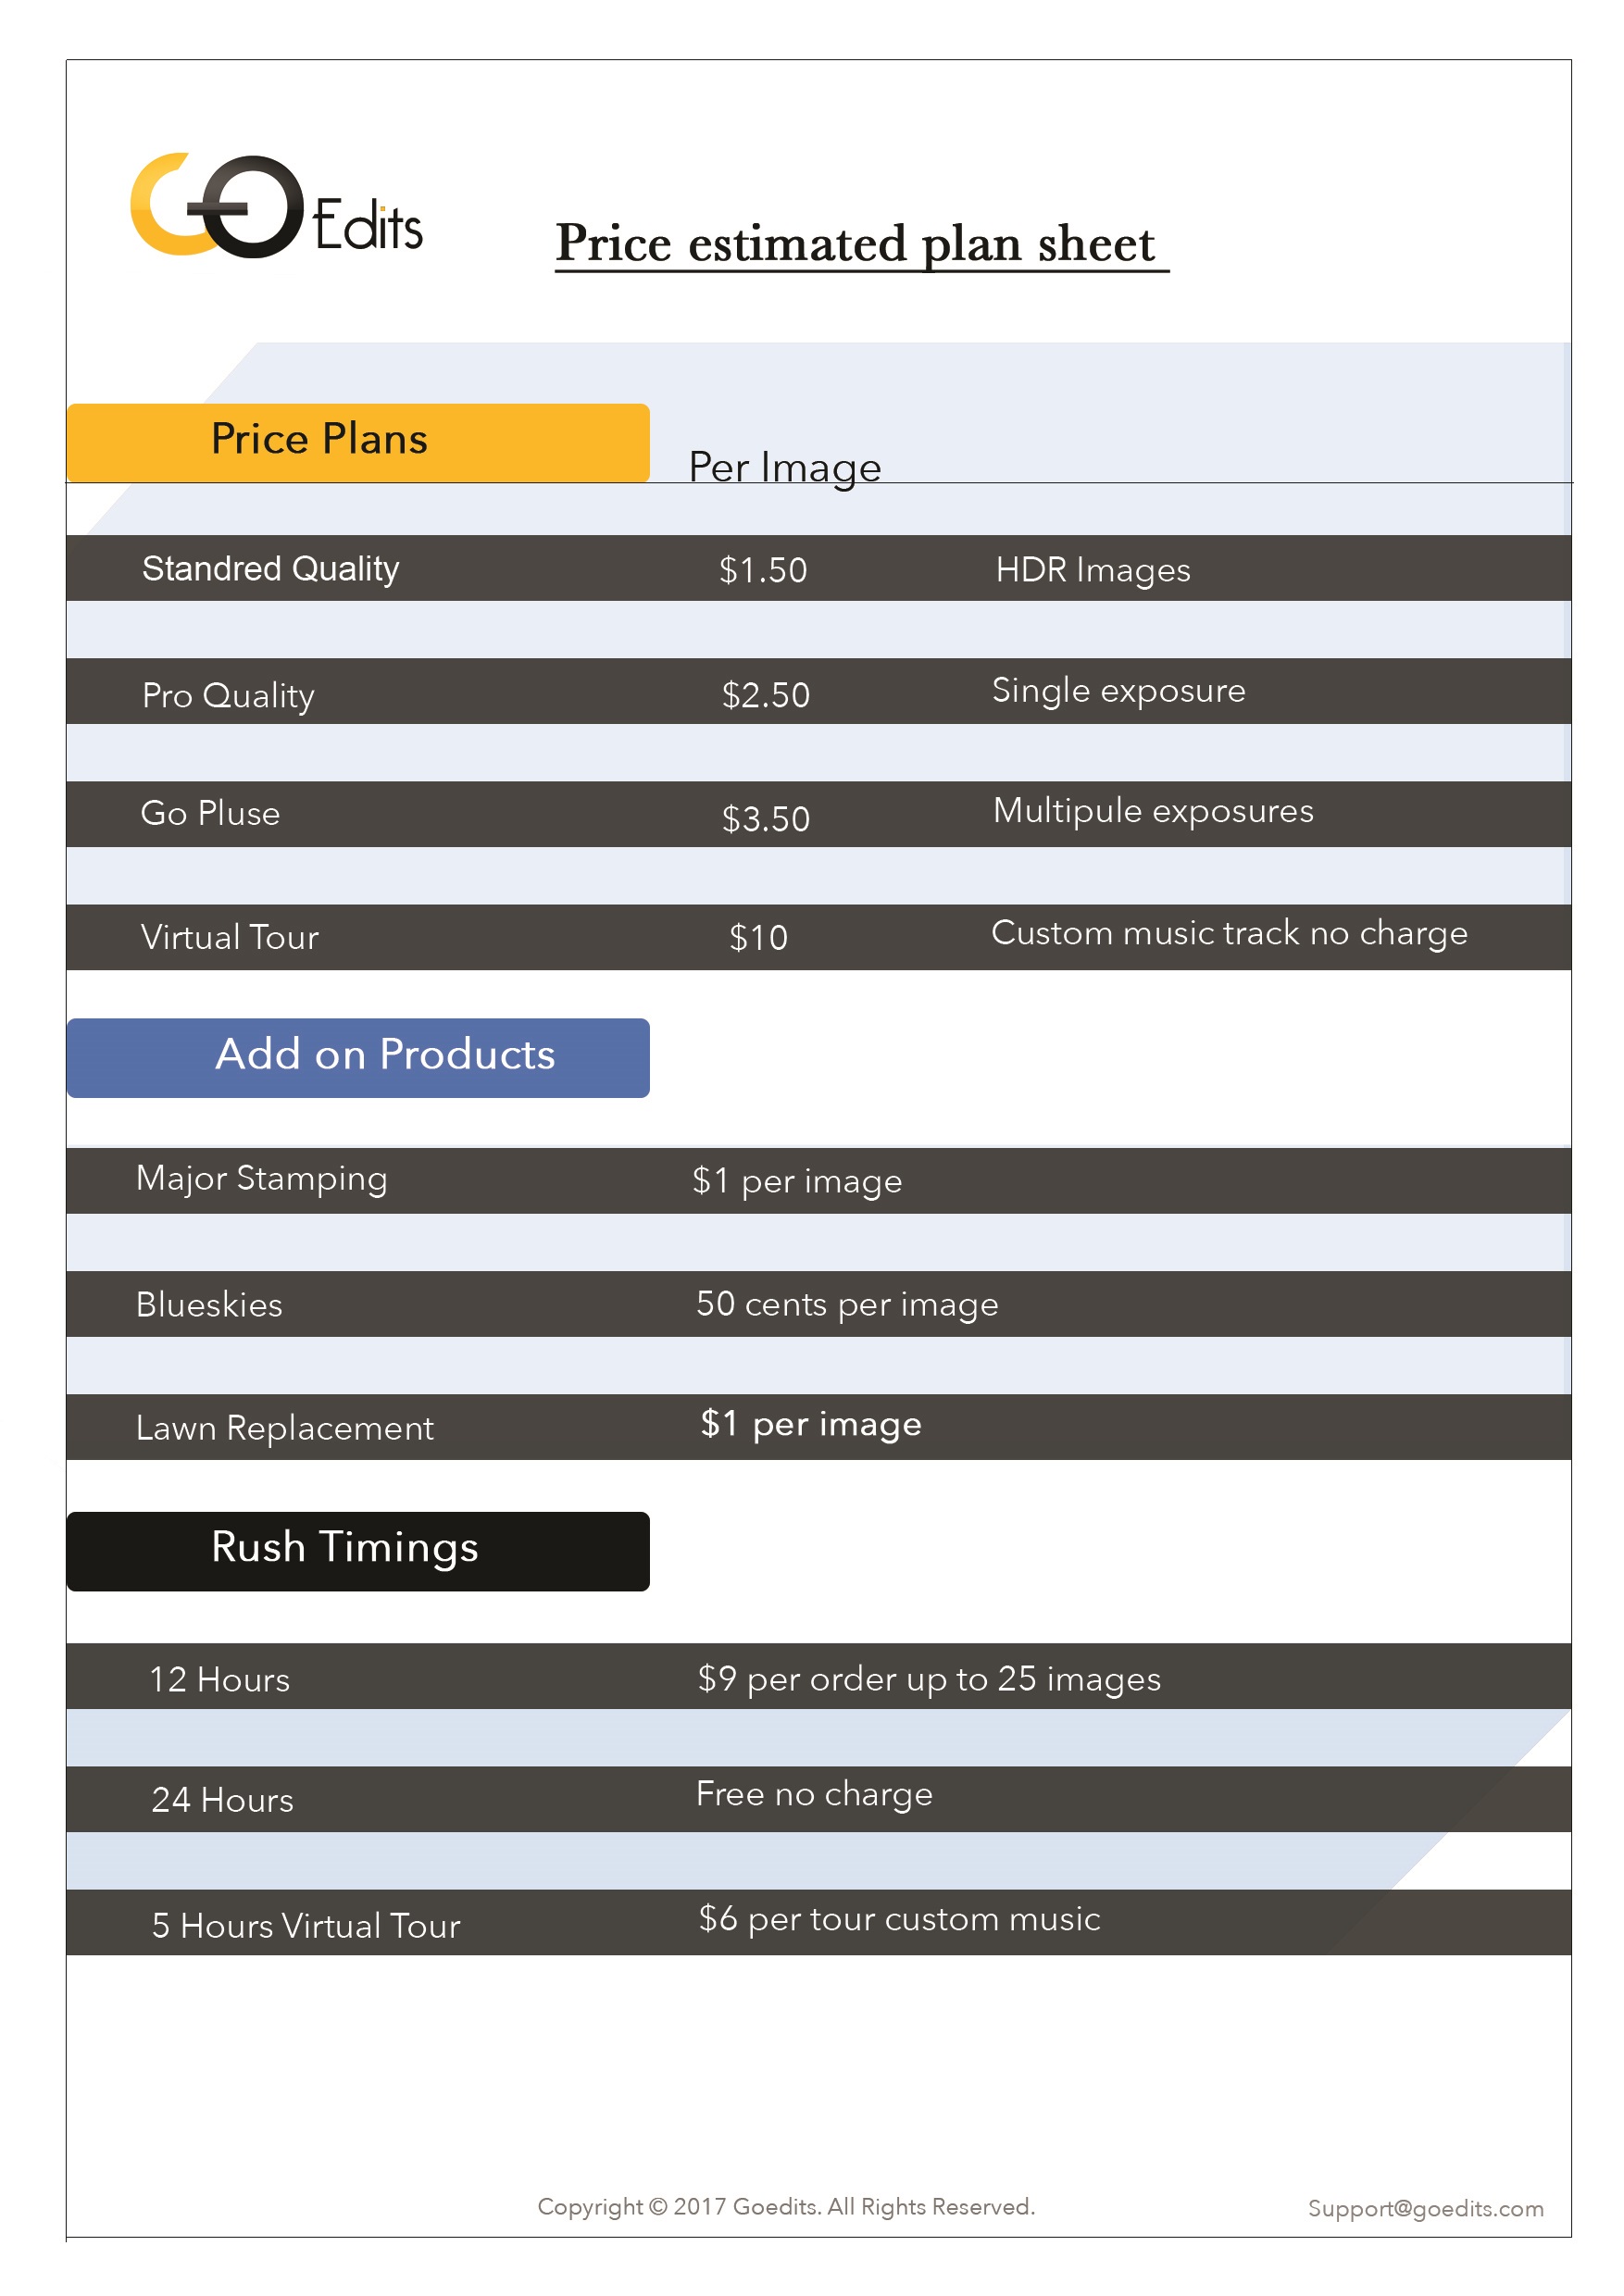 GO Edits
Price estimated plan sheet
Price Plans
Per Image
Standred Quality $1.50 HDR Images
Pro Quality $2.50 Single exposure
Go Pluse $3.50 Multipule exposures
Virtual Tour $10 Custom music track no charge
Add on Products
Major Stamping $1 per image
Blueskies 50 cents per image
Lawn Replacement $1 per image
Rush Timings
12 Hours $9 per order up to 25 images
24 Hours Free no charge
5 Hours Virtual Tour $6 per tour custom music
Copyright © 2017 Goedits. All Rights Reserved. Support@goedits.com